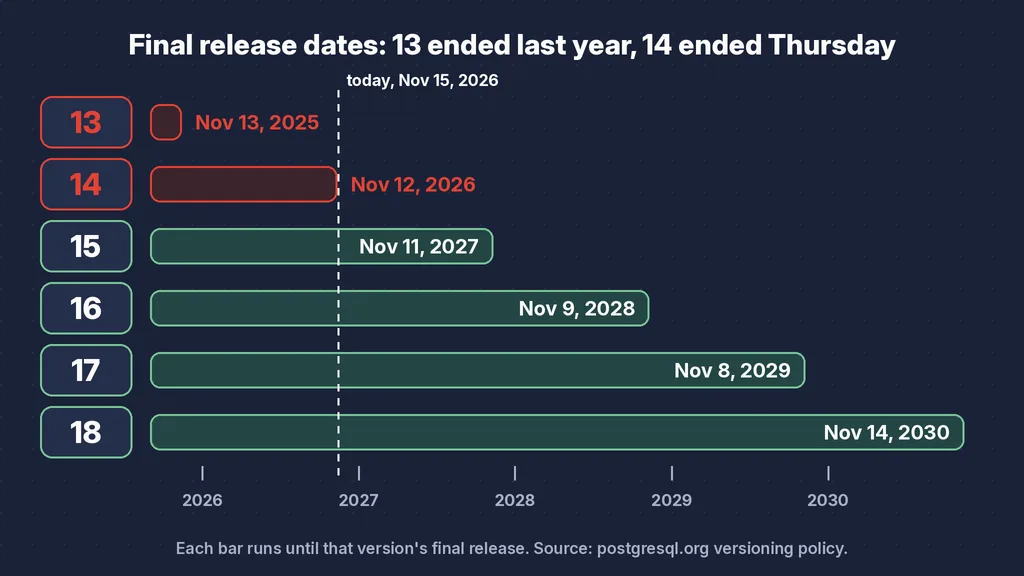 Final release dates: 13 ended last year, 14 ended Thursday
today, Nov 15, 2026
13
Nov 13, 2025
14
Nov 12, 2026
15
Nov 11, 2027
16
Nov 9, 2028
17
Nov 8, 2029
18
Nov 14, 2030
2026
2027
2028
2029
2030
Each bar runs until that version's final release. Source: postgresql.org versioning policy.